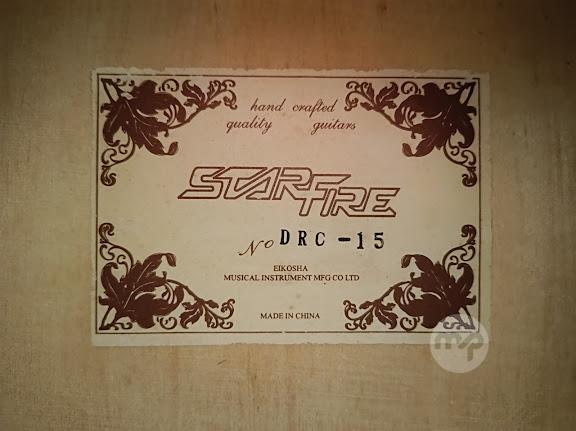 hand crafted
quality guitars
STARFIRE
No DRC -15
EIKOSHA
MUSICAL INSTRUMENT MFG CO LTD
MADE IN CHINA